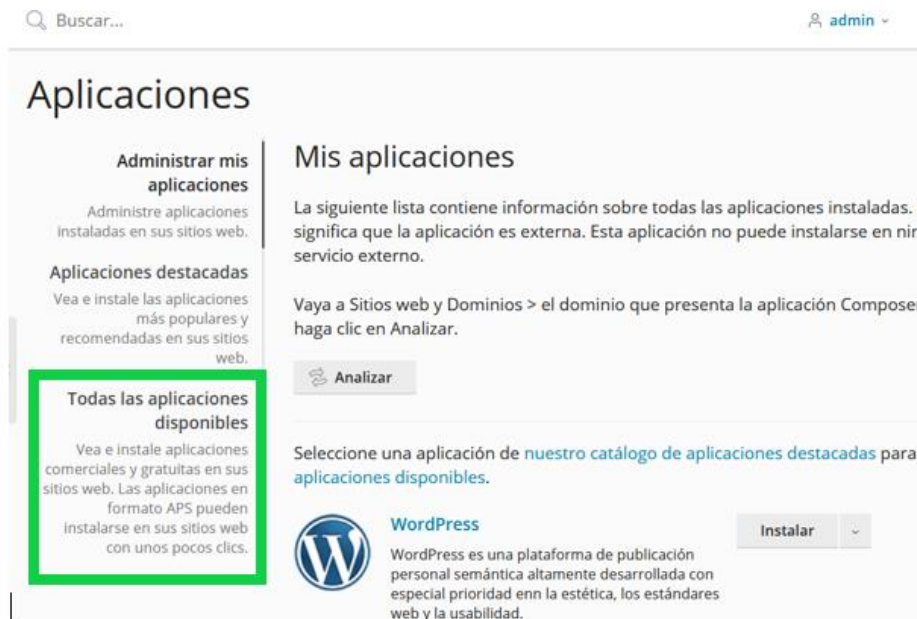 Buscar...
admin
Aplicaciones
Administrar mis
aplicaciones
Administre aplicaciones
instaladas en sus sitios web.
Aplicaciones destacadas
Vea e instale las aplicaciones
más populares y
recomendadas en sus sitios
web.
Todas las aplicaciones
disponibles
Vea e instale aplicaciones
comerciales y gratuitas en sus
sitios web. Las aplicaciones en
formato APS pueden
instalarse en sus sitios web
con unos pocos clics.
Mis aplicaciones
La siguiente lista contiene información sobre todas las aplicaciones instaladas.
significa que la aplicación es externa. Esta aplicación no puede instalarse en
servicio externo.
Vaya a Sitios web y Dominios > el dominio que presenta la aplicación Compose
haga clic en Analizar.
Analizar
Seleccione una aplicación de nuestro catálogo de aplicaciones destacadas para
aplicaciones disponibles.
WordPress
Instalar
WordPress es una plataforma de publicación
personal semántica altamente desarrollada con
especial prioridad enn la estética, los estándares
web y la usabilidad.